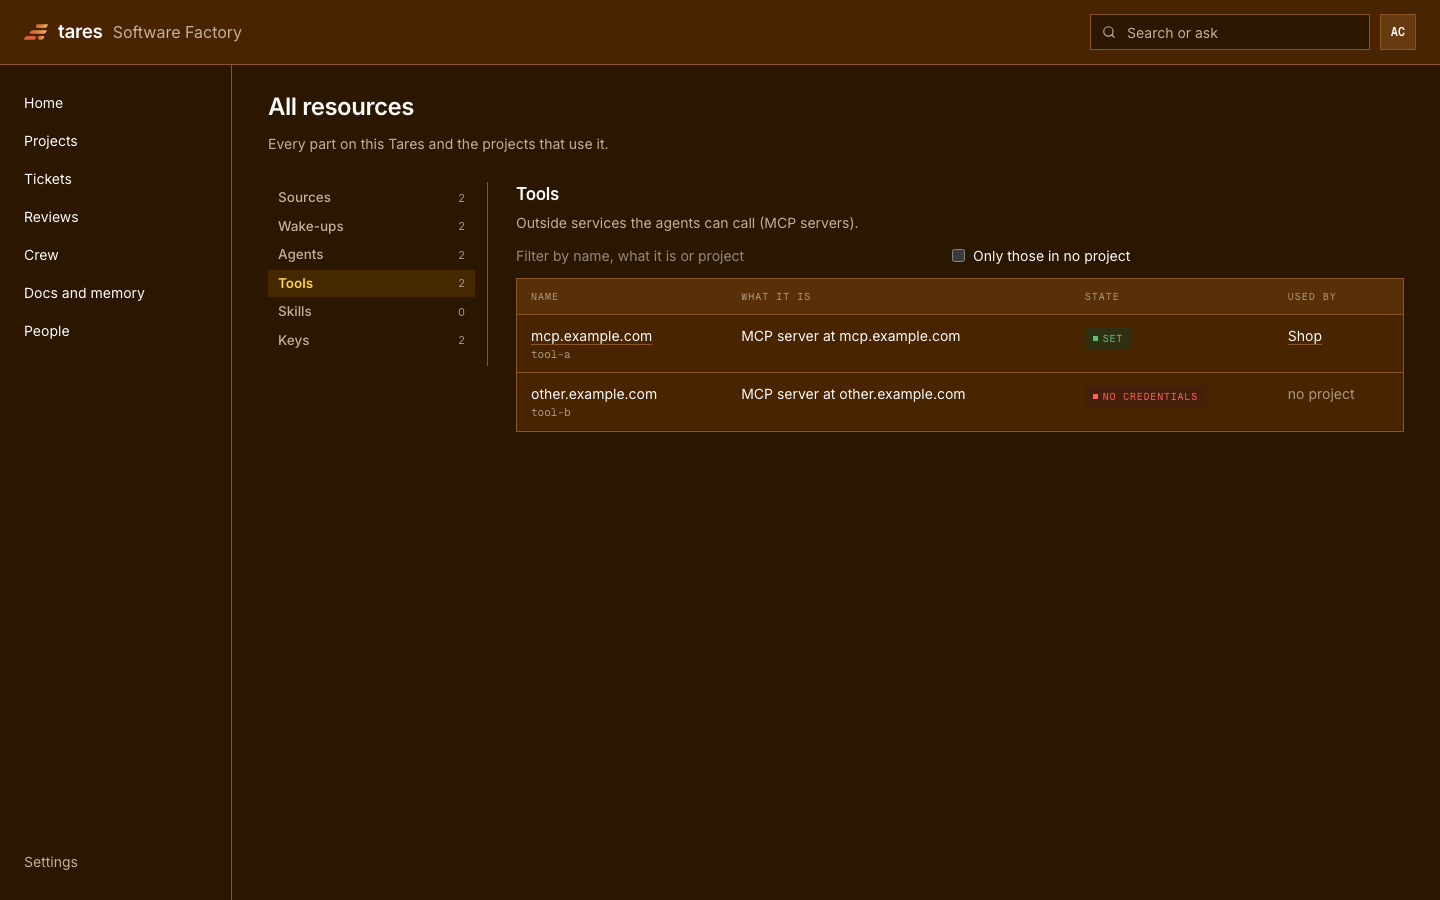 tares Software Factory
Search or ask
AC
Home
Projects
Tickets
Reviews
Crew
Docs and memory
People
Settings
All resources
Every part on this Tares and the projects that use it.
Sources 2
Wake-ups 2
Agents 2
Tools 2
Skills 0
Keys 2
Tools
Outside services the agents can call (MCP servers).
Filter by name, what it is or project
Only those in no project
NAME WHAT IT IS STATE USED BY
mcp.example.com MCP server at mcp.example.com SET Shop
tool-a
other.example.com MCP server at other.example.com NO CREDENTIALS no project
tool-b